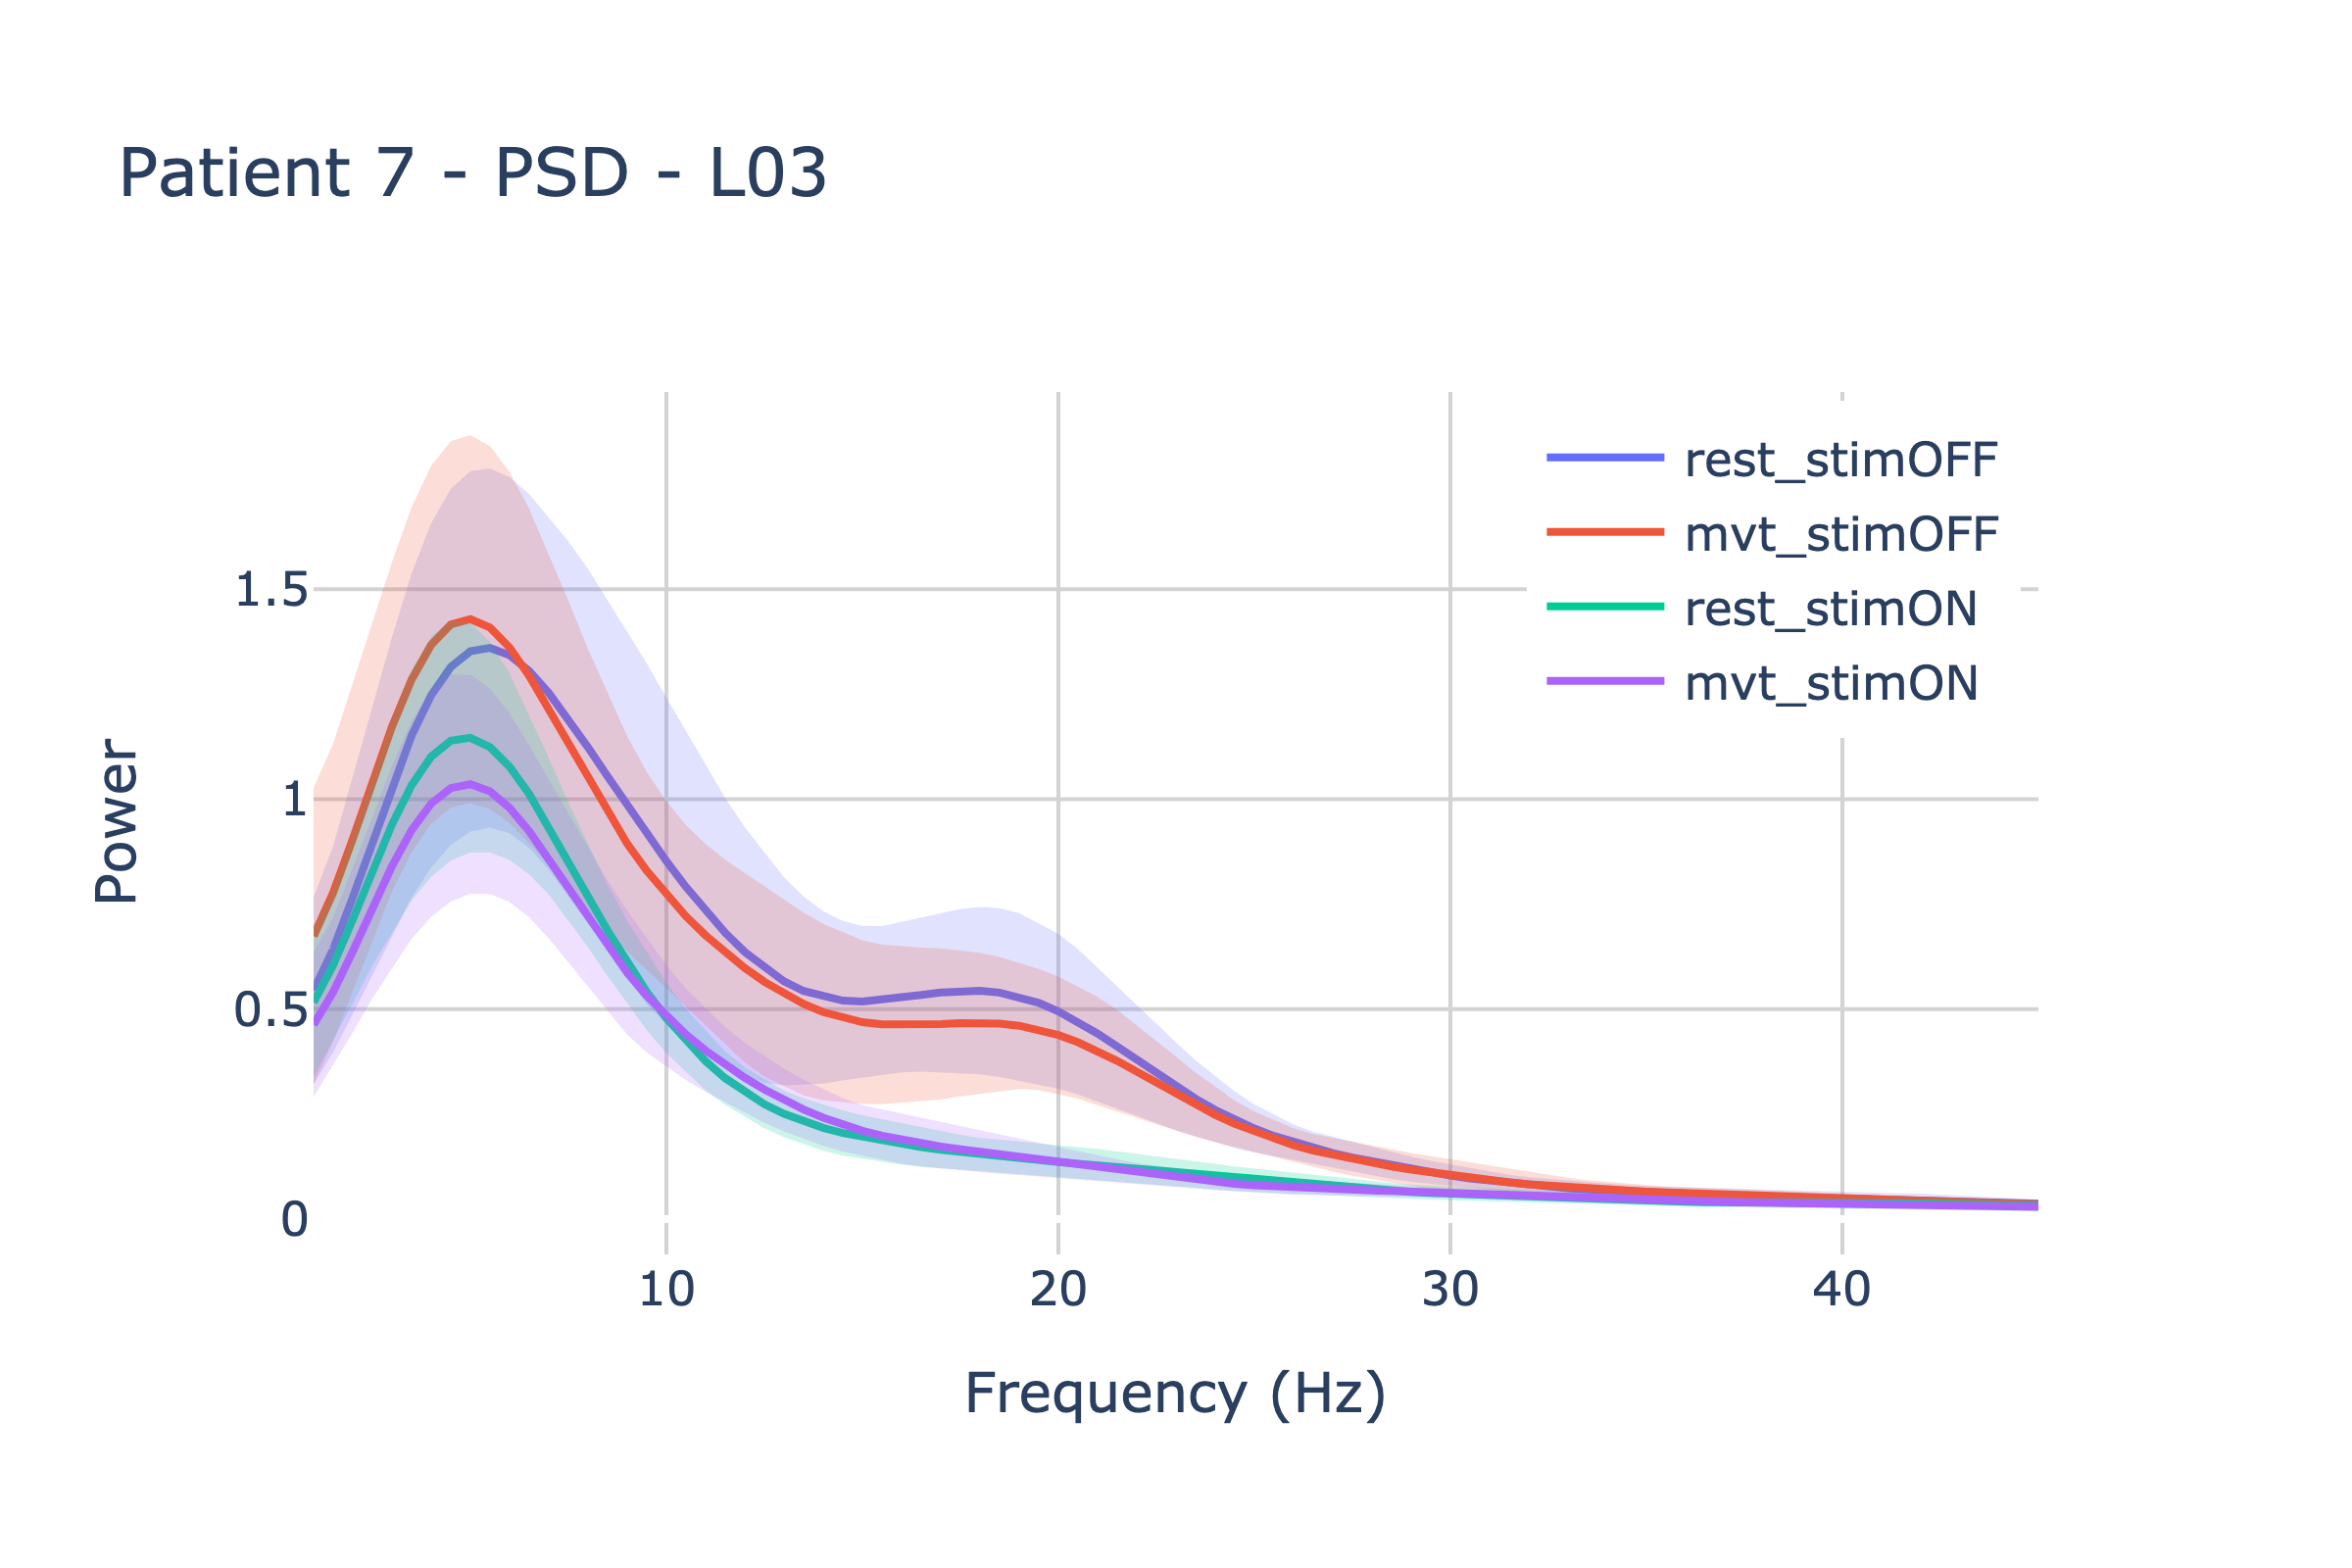 Patient 7 - PSD - L03
rest_stimOFF
mvt_stimOFF
rest_stimON
mvt_stimON
Power
1.5
1
0.5
0
10 20 30 40
Frequency (Hz)